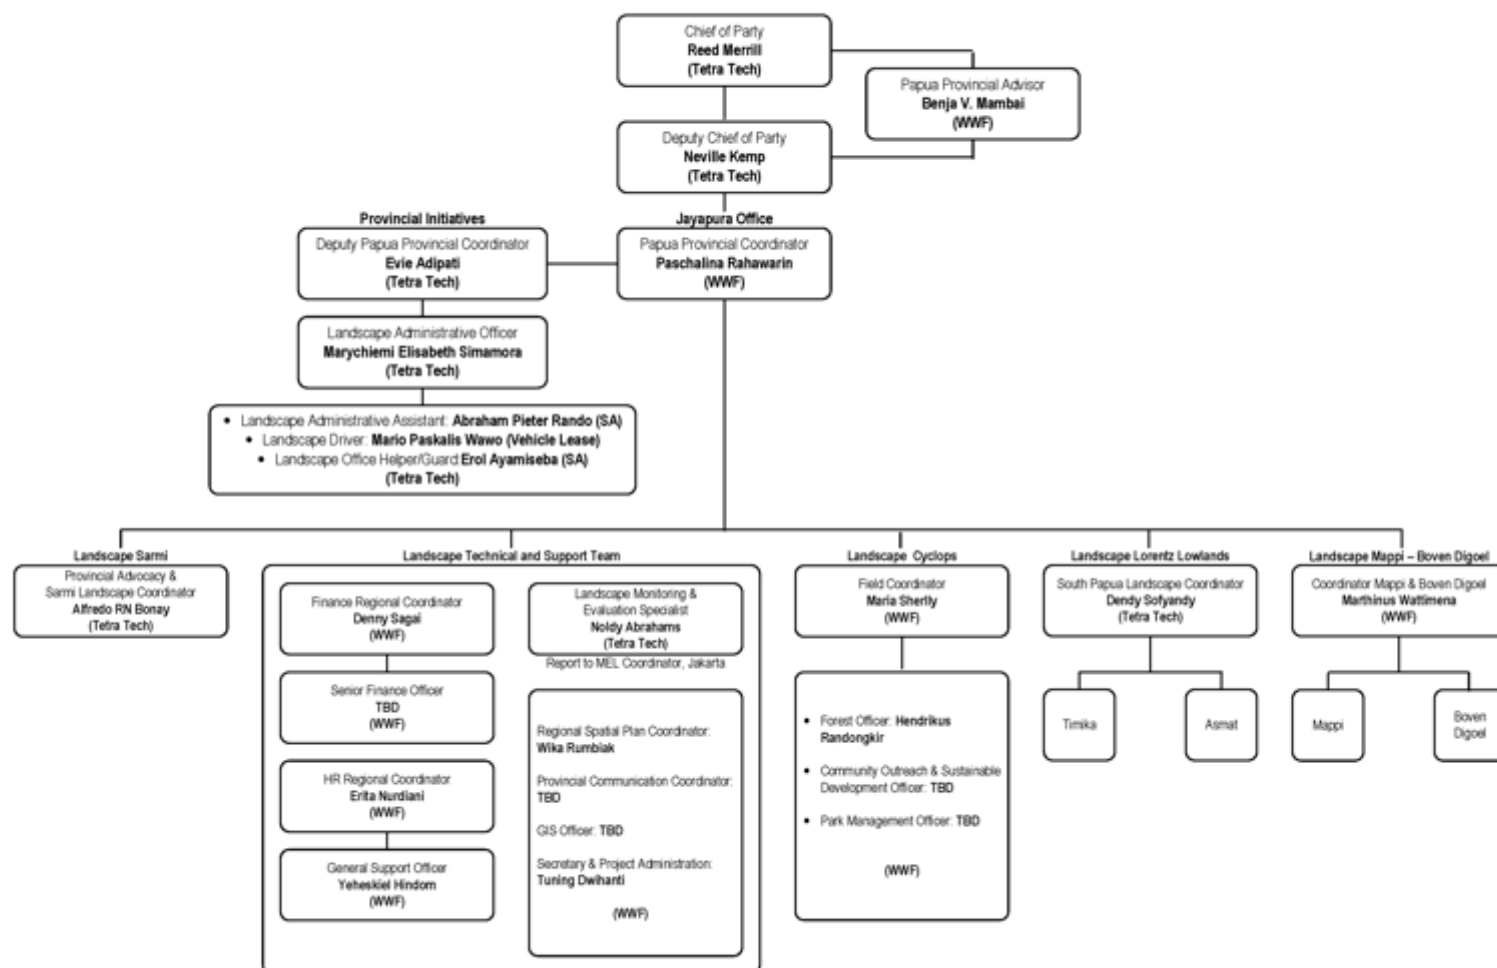 Chief of Party
Reed Merrill
(Tetra Tech)
Papua Provincial Advisor
Benja V. Mambai
(WWF)
Deputy Chief of Party
Neville Kemp
(Tetra Tech)
Provincial Initiatives
Deputy Papua Provincial Coordinator
Evie Adipati
(Tetra Tech)
Jayapura Office
Papua Provincial Coordinator
Paschalina Rahawarin
(WWF)
Landscape Administrative Officer
Marychiemi Elisabeth Simamora
(Tetra Tech)
• Landscape Administrative Assistant: Abraham Pieter Rando (SA)
• Landscape Driver: Mario Paskalis Wawo (Vehicle Lease)
• Landscape Office Helper/Guard:Erol Ayamiseba (SA)
(Tetra Tech)
Landscape Sarmi
Provincial Advocacy &
Sarmi Landscape Coordinator
Alfredo RN Bonay
(Tetra Tech)
Landscape Technical and Support Team
Finance Regional Coordinator
Denny Sagai
(WWF)
Senior Finance Officer
TBD
(WWF)
HR Regional Coordinator
Erita Nurdiani
(WWF)
General Support Officer
Yeheskiel Hindom
(WWF)
Landscape Monitoring &
Evaluation Specialist
Noldy Abrahams
(Tetra Tech)
Report to MEL Coordinator, Jakarta
Regional Spatial Plan Coordinator:
Wika Rumbiak
Provincial Communication Coordinator:
TBD
GIS Officer: TBD
Secretary & Project Administration:
Tuning Dwihanti
(WWF)
Landscape Cyclops
Field Coordinator
Maria Sherlly
(WWF)
• Forest Officer: Hendrikus
Randongkir
• Community Outreach & Sustainable
Development Officer: TBD
• Park Management Officer: TBD
(WWF)
Landscape Lorentz Lowlands
South Papua Landscape Coordinator
Dendy Sofyandy
(Tetra Tech)
Timika
Asmat
Landscape Mappi – Boven Digoel
Coordinator Mappi & Boven Digoel
Marthinus Wattimena
(WWF)
Mappi
Boven
Digoel